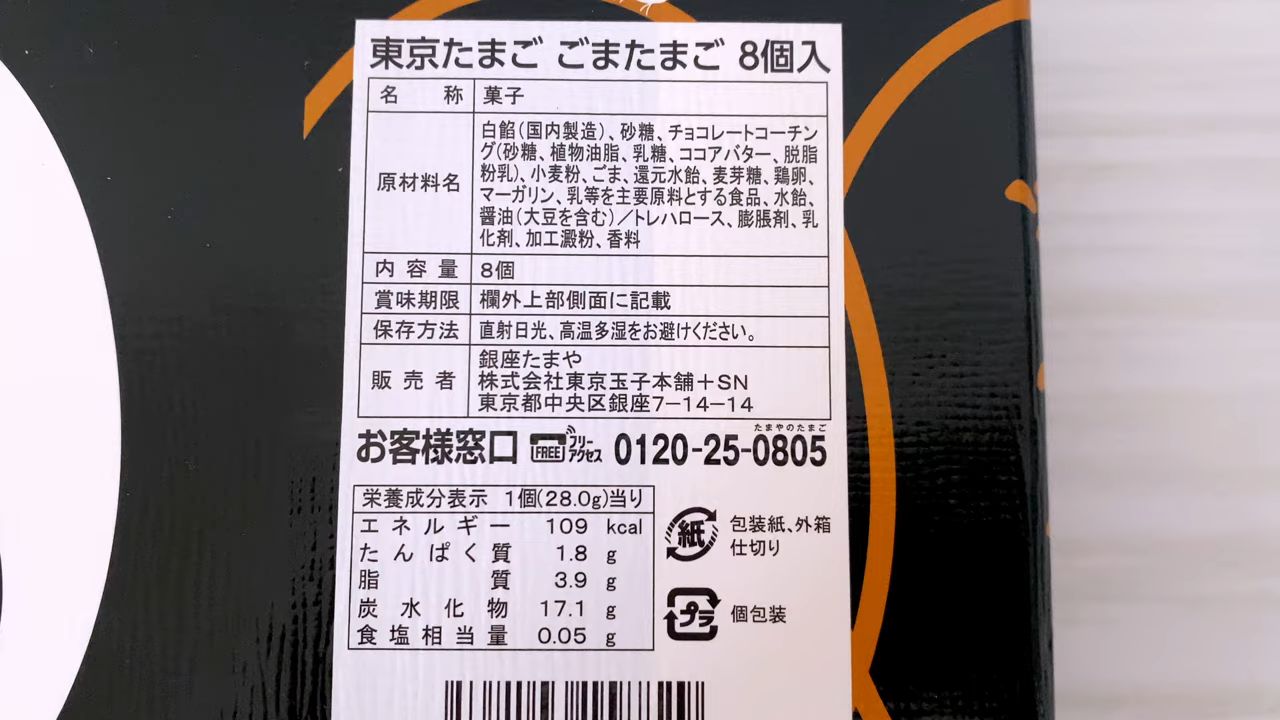 東京たまご ごまたまご 8個入
名称 菓子
原材料名
白餡(国内製造)、砂糖、チョコレートコーチン
グ(砂糖、植物油脂、乳糖、ココアバター、脱脂
粉乳)、小麦粉、ごま、還元水飴、麦芽糖、鶏卵、
マーガリン、乳等を主要原料とする食品、水飴、
醤油(大豆を含む)/トレハロース、膨脹剤、乳
化剤、加工澱粉、香料
内容量 8個
賞味期限 欄外上部側面に記載
保存方法 直射日光、高温多湿をお避けください。
販売者
銀座たまや
株式会社東京玉子本舗+SN
東京都中央区銀座7-14-14
たまやのたまご
お客様窓口 FREE フリーアクセス 0120-25-0805
栄養成分表示 1個(28.0g)当り
エネルギー 109 kcal
たんぱく質 1.8 g
脂質 3.9 g
炭水化物 17.1 g
食塩相当量 0.05 g
紙 包装紙、外箱
仕切り
プラ 個包装